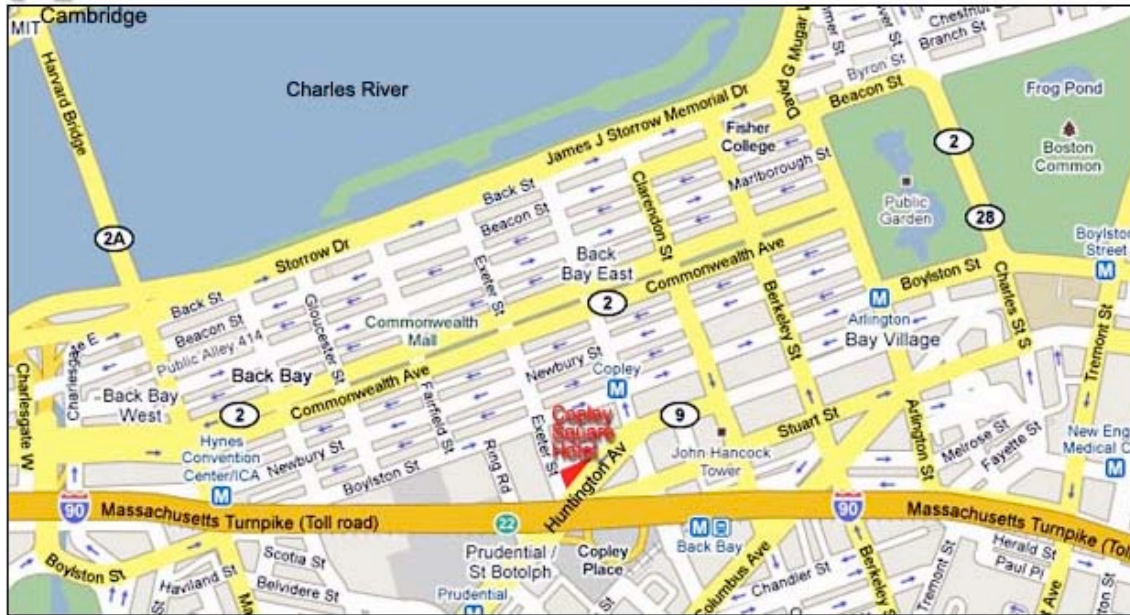 Cambridge
MIT
Harvard Bridge
Charles River
David G Mugar
Chestnut
Branch St
Byron St
Beacon St
Frog Pond
Boston
Common
James J Storrow Memorial Dr
Fisher
College
2
Marlborough St
Public
Garden
28
Back St
Clarendon St
Beacon St
2A
Storrow Dr
Exeter St
Back
Bay East
Commonwealth Ave
Boylston
Street
M
Boylston St
Charles St S
Back St
Gloucester St
Commonwealth
Mall
2
Berkeley St
M
Arlington
Bay Village
Tremont St
Beacon St
Public Alley 414
Charlesgate E
Charlesgate W
Back Bay
Newbury St
Copley
M
Back Bay
West
2
Commonwealth Ave
Fairfield St
Copley
Square
Hotel
9
Stuart St
Arlington St
Melrose St
Fayette St
New Eng
Medical C
M
Hynes
Convention
Center/ICA
M
Newbury St
Boylston St
Ring Rd
Exeter St
Huntington Av
John Hancock
Tower
90
Massachusetts Turnpike (Toll road)
22
90
Massachusetts Turnpike (Toll
M
Back Bay
Prudential /
St Botolph
Copley
Place
Prudential
M
Columbus Ave
Chandler St
Berkeley St
Tremont St
Herald St
Paul Pl
Ave
Boylston St
Scotia St
Haviland St
Belvidere St